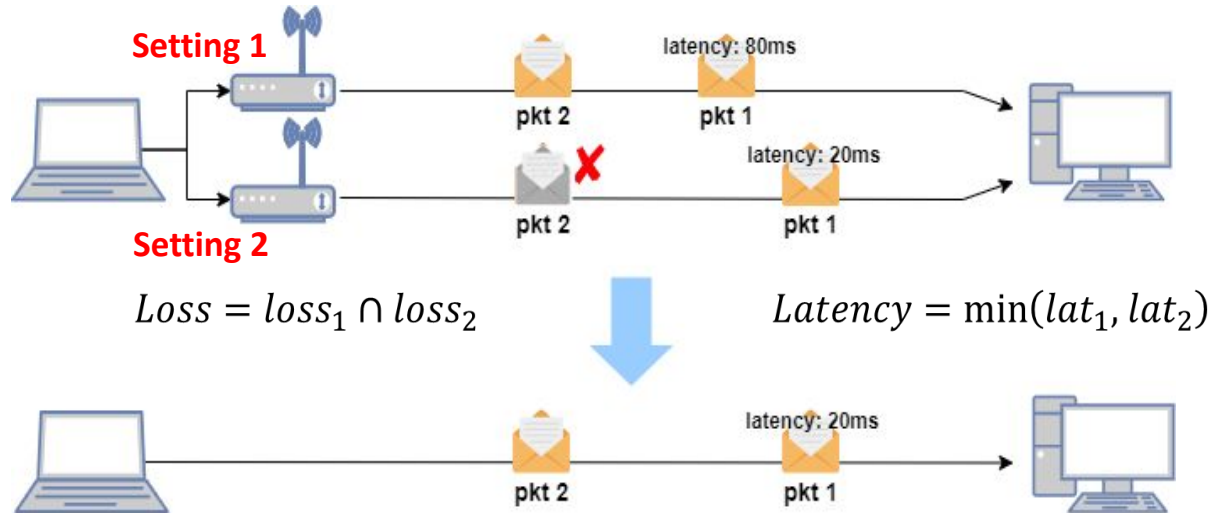 Setting 1
latency: 80ms
pkt 2
pkt 1
latency: 20ms
pkt 2
pkt 1
Setting 2
Loss = loss₁ ∩ loss₂
Latency = min(lat₁, lat₂)
latency: 20ms
pkt 2
pkt 1